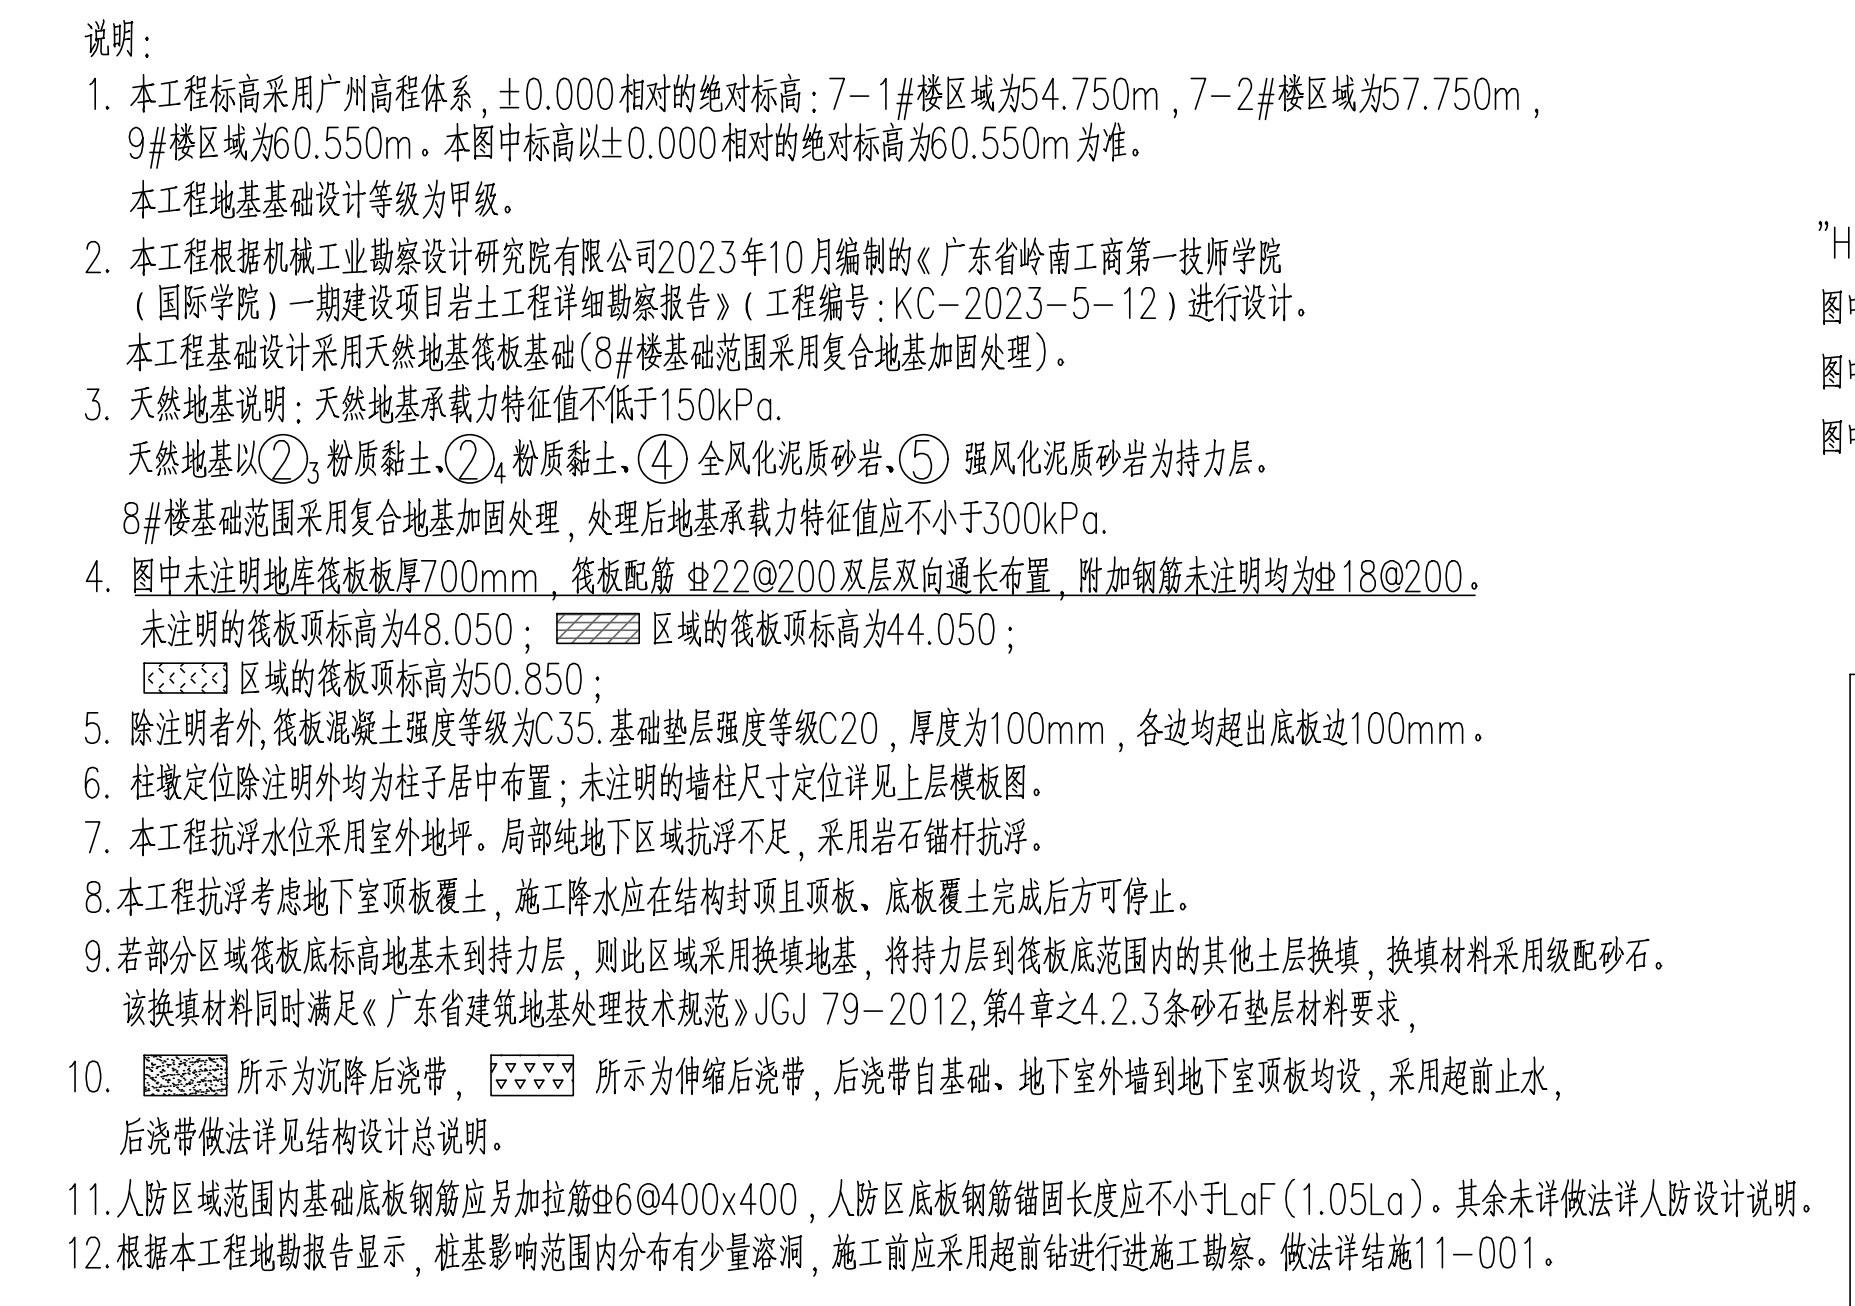 说明：
1. 本工程标高采用广州高程体系，±0.000相对的绝对标高：7-1#楼区域为54.750m，7-2#楼区域为57.750m，
9#楼区域为60.550m。本图中标高以±0.000相对的绝对标高为60.550m为准。
本工程地基基础设计等级为甲级。
2. 本工程根据机械工业勘察设计研究院有限公司2023年10月编制的《广东省岭南工商第一技师学院
（国际学院）一期建设项目岩土工程详细勘察报告》（工程编号：KC-2023-5-12）进行设计。
本工程基础设计采用天然地基筏板基础(8#楼基础范围采用复合地基加固处理)。
3. 天然地基说明：天然地基承载力特征值不低于150kPa.
天然地基以②3粉质黏土、②4粉质黏土、④全风化泥质砂岩、⑤ 强风化泥质砂岩为持力层。
8#楼基础范围采用复合地基加固处理，处理后地基承载力特征值应不小于300kPa.
4. 图中未注明地库筏板板厚700mm，筏板配筋 ⌽22@200双层双向通长布置，附加钢筋未注明均为⌽18@200。
未注明的筏板顶标高为48.050； 区域的筏板顶标高为44.050；
区域的筏板顶标高为50.850；
5. 除注明者外,筏板混凝土强度等级为C35.基础垫层强度等级C20，厚度为100mm，各边均超出底板边100mm。
6. 柱墩定位除注明外均为柱子居中布置；未注明的墙柱尺寸定位详见上层模板图。
7. 本工程抗浮水位采用室外地坪。局部纯地下区域抗浮不足，采用岩石锚杆抗浮。
8.本工程抗浮考虑地下室顶板覆土，施工降水应在结构封顶且顶板、底板覆土完成后方可停止。
9.若部分区域筏板底标高地基未到持力层，则此区域采用换填地基，将持力层到筏板底范围内的其他土层换填，换填材料采用级配砂石。
该换填材料同时满足《广东省建筑地基处理技术规范》JGJ 79-2012,第4章之4.2.3条砂石垫层材料要求，
10. 所示为沉降后浇带， 所示为伸缩后浇带，后浇带自基础、地下室外墙到地下室顶板均设，采用超前止水，
后浇带做法详见结构设计总说明。
11.人防区域范围内基础底板钢筋应另加拉筋⌽6@400x400，人防区底板钢筋锚固长度应不小于LaF(1.05La)。其余未详做法详人防设计说明。
12.根据本工程地勘报告显示，桩基影响范围内分布有少量溶洞，施工前应采用超前钻进行进施工勘察。做法详结施11-001。
"H